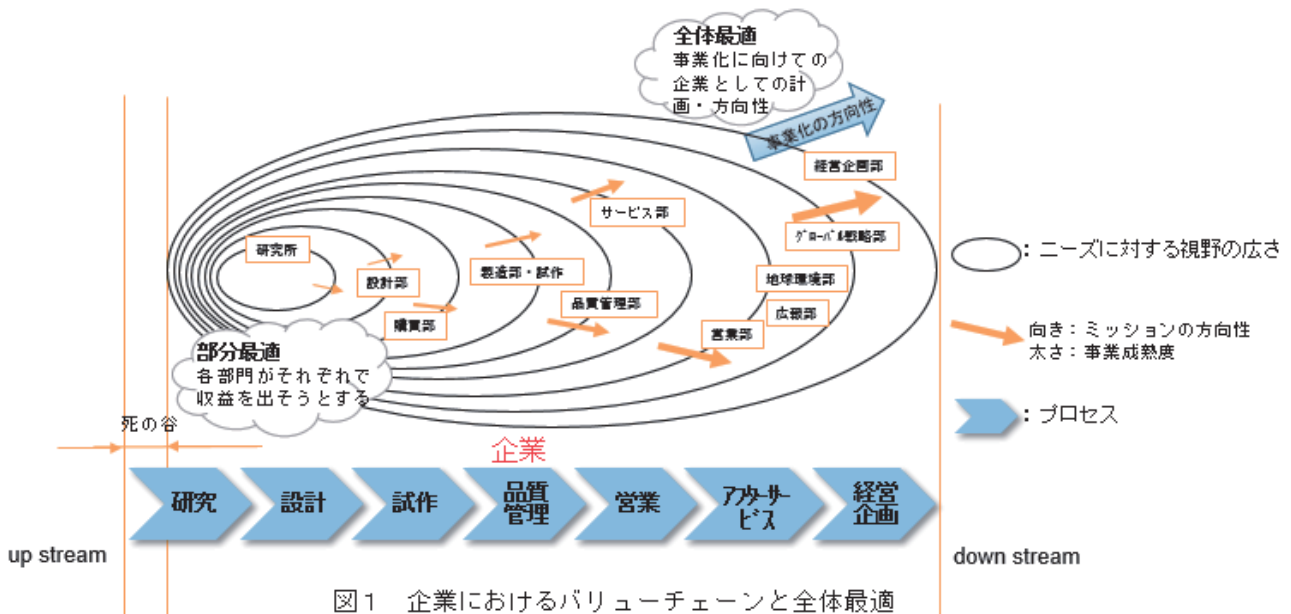 全体最適
事業化に向けての
企業としての計
画・方向性
事業化の方向性
経営企画部
サービス部
グローバル戦略部
研究所
設計部
製造部・試作
地球環境部
品質管理部
広報部
購買部
営業部
：ニーズに対する視野の広さ
向き：ミッションの方向性
太さ：事業成熟度
：プロセス
部分最適
各部門がそれぞれで
収益を出そうとする
死の谷
企業
研究
設計
試作
品質
管理
営業
アフターサー
ビス
経営
企画
up stream
down stream
図１　企業におけるバリューチェーンと全体最適